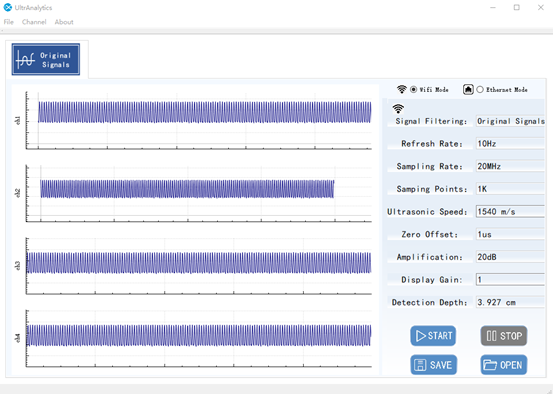 UltrAnalytics
File Channel About
Original
Signals
Wifi Mode Ethernet Mode
Signal Filtering: Original Signals
Refresh Rate: 10Hz
Sampling Rate: 20MHz
Samping Points: 1K
Ultrasonic Speed: 1540 m/s
Zero Offset: 1us
Amplification: 20dB
Display Gain: 1
Detection Depth: 3.927 cm
START STOP
SAVE OPEN
ch1
ch2
ch3
ch4